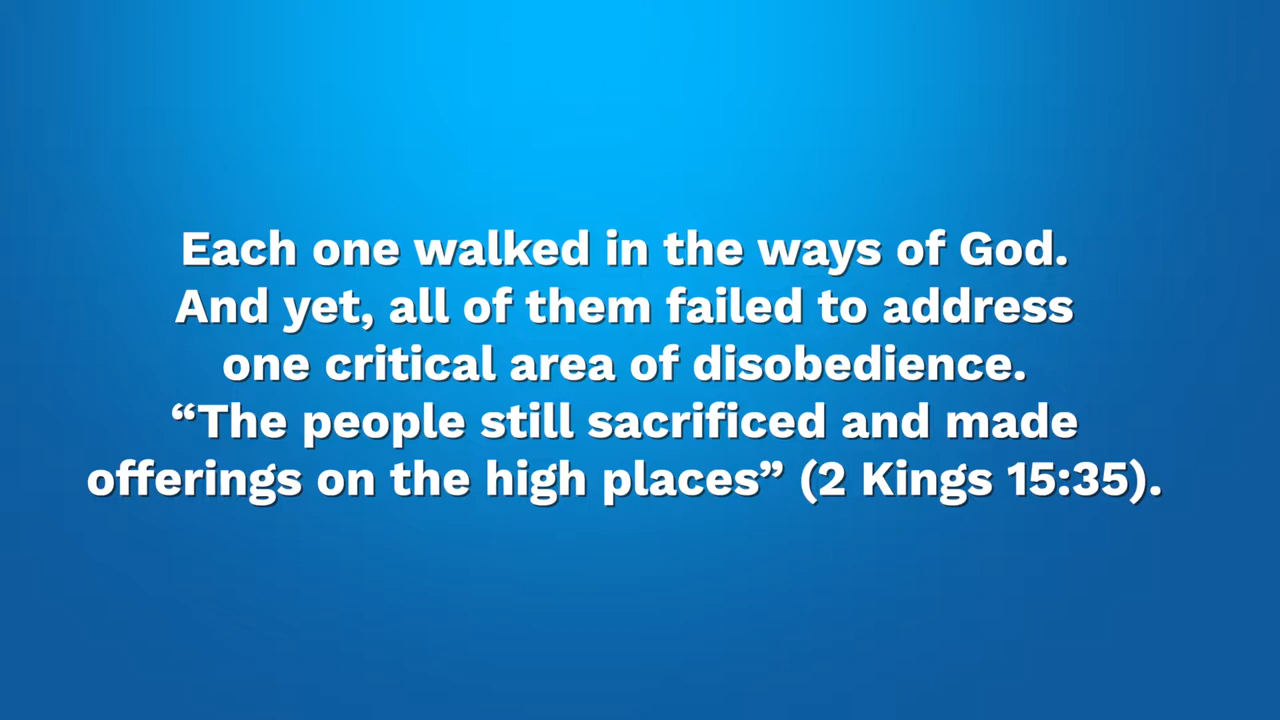 Each one walked in the ways of God.
And yet, all of them failed to address
one critical area of disobedience.
“The people still sacrificed and made
offerings on the high places” (2 Kings 15:35).